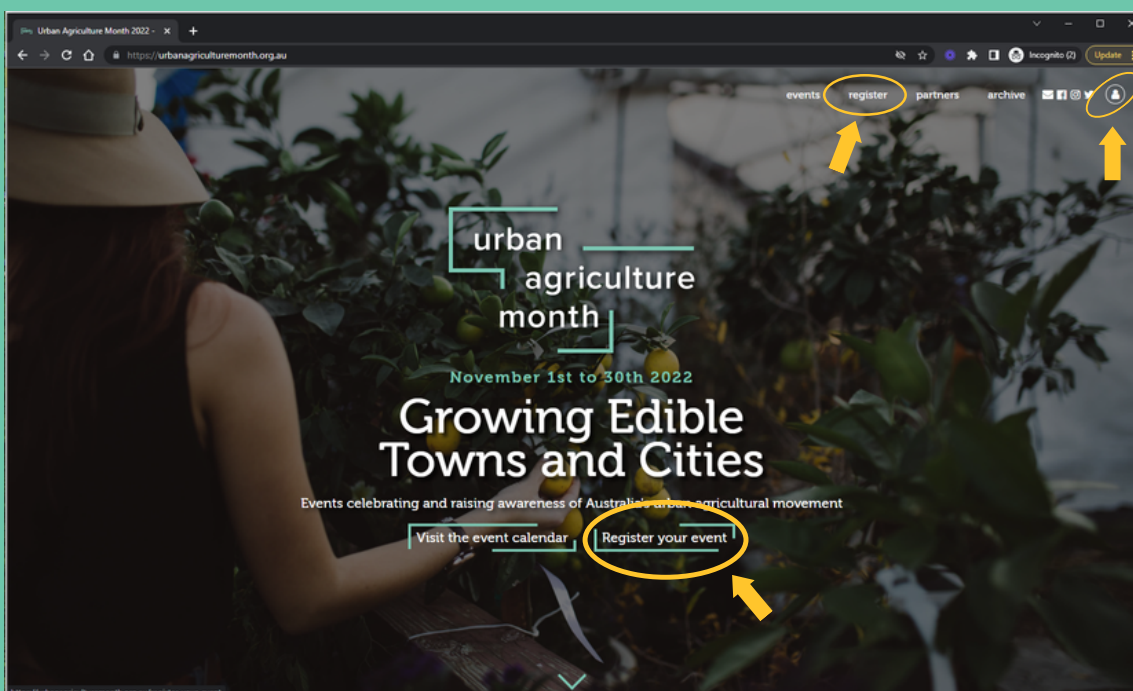 Urban Agriculture Month 2022 -
https://urbanagriculturemonth.org.au
Incognito (2)
Update
events register partners archive
urban
agriculture
month
November 1st to 30th 2022
Growing Edible
Towns and Cities
Events celebrating and raising awareness of Australia's urban agricultural movement
Visit the event calendar
Register your event